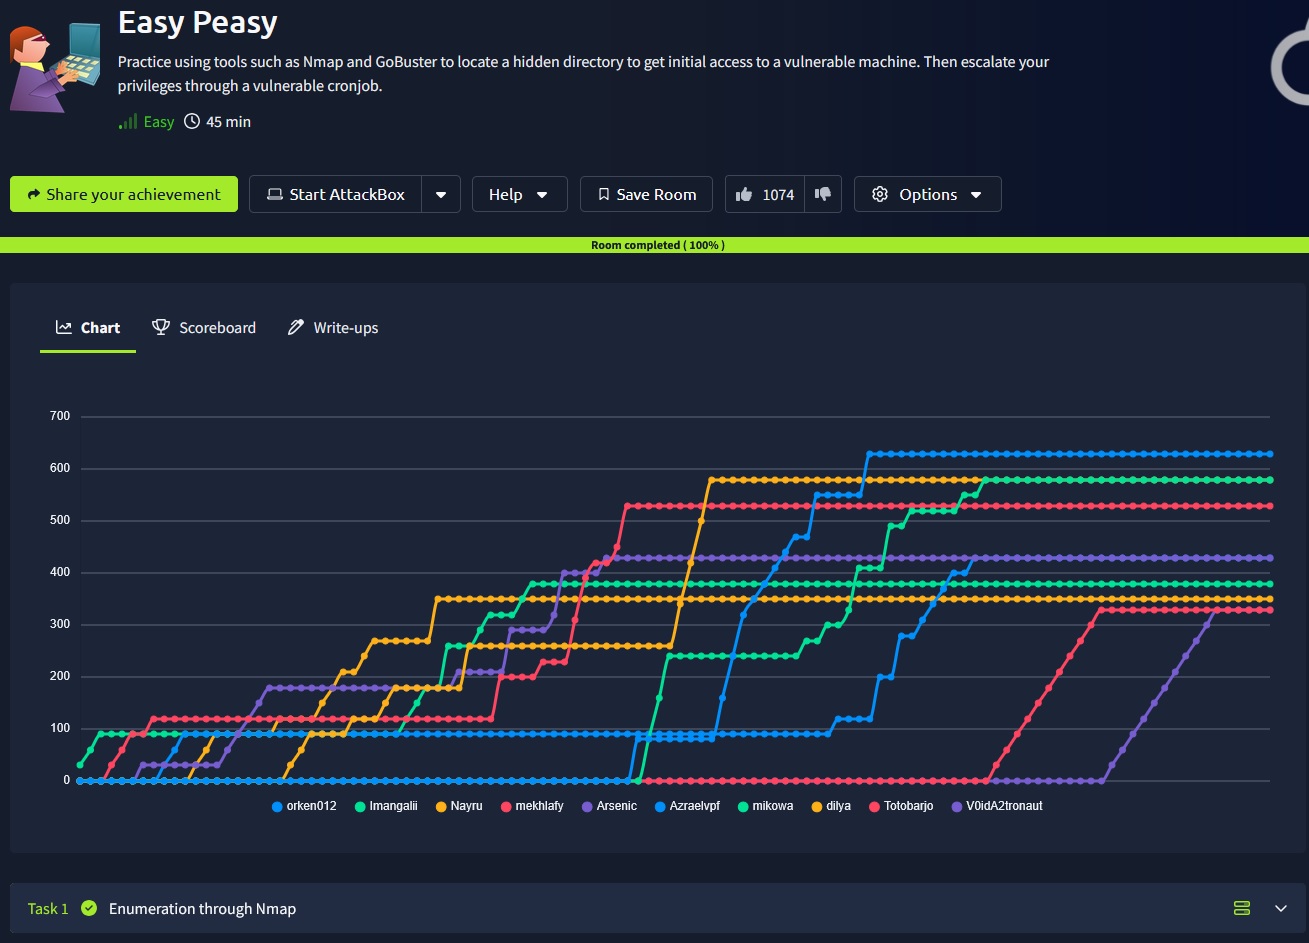 Easy Peasy
Practice using tools such as Nmap and GoBuster to locate a hidden directory to get initial access to a vulnerable machine. Then escalate your
privileges through a vulnerable cronjob.
Easy 45 min
Share your achievement Start AttackBox Help Save Room 1074 Options
Room completed ( 100% )
Chart Scoreboard Write-ups
700
600
500
400
300
200
100
0
orken012 Imangalii Nayru mekhlafy Arsenic Azraelvpf mikowa dilya Totobarjo V0idA2tronaut
Task 1 Enumeration through Nmap